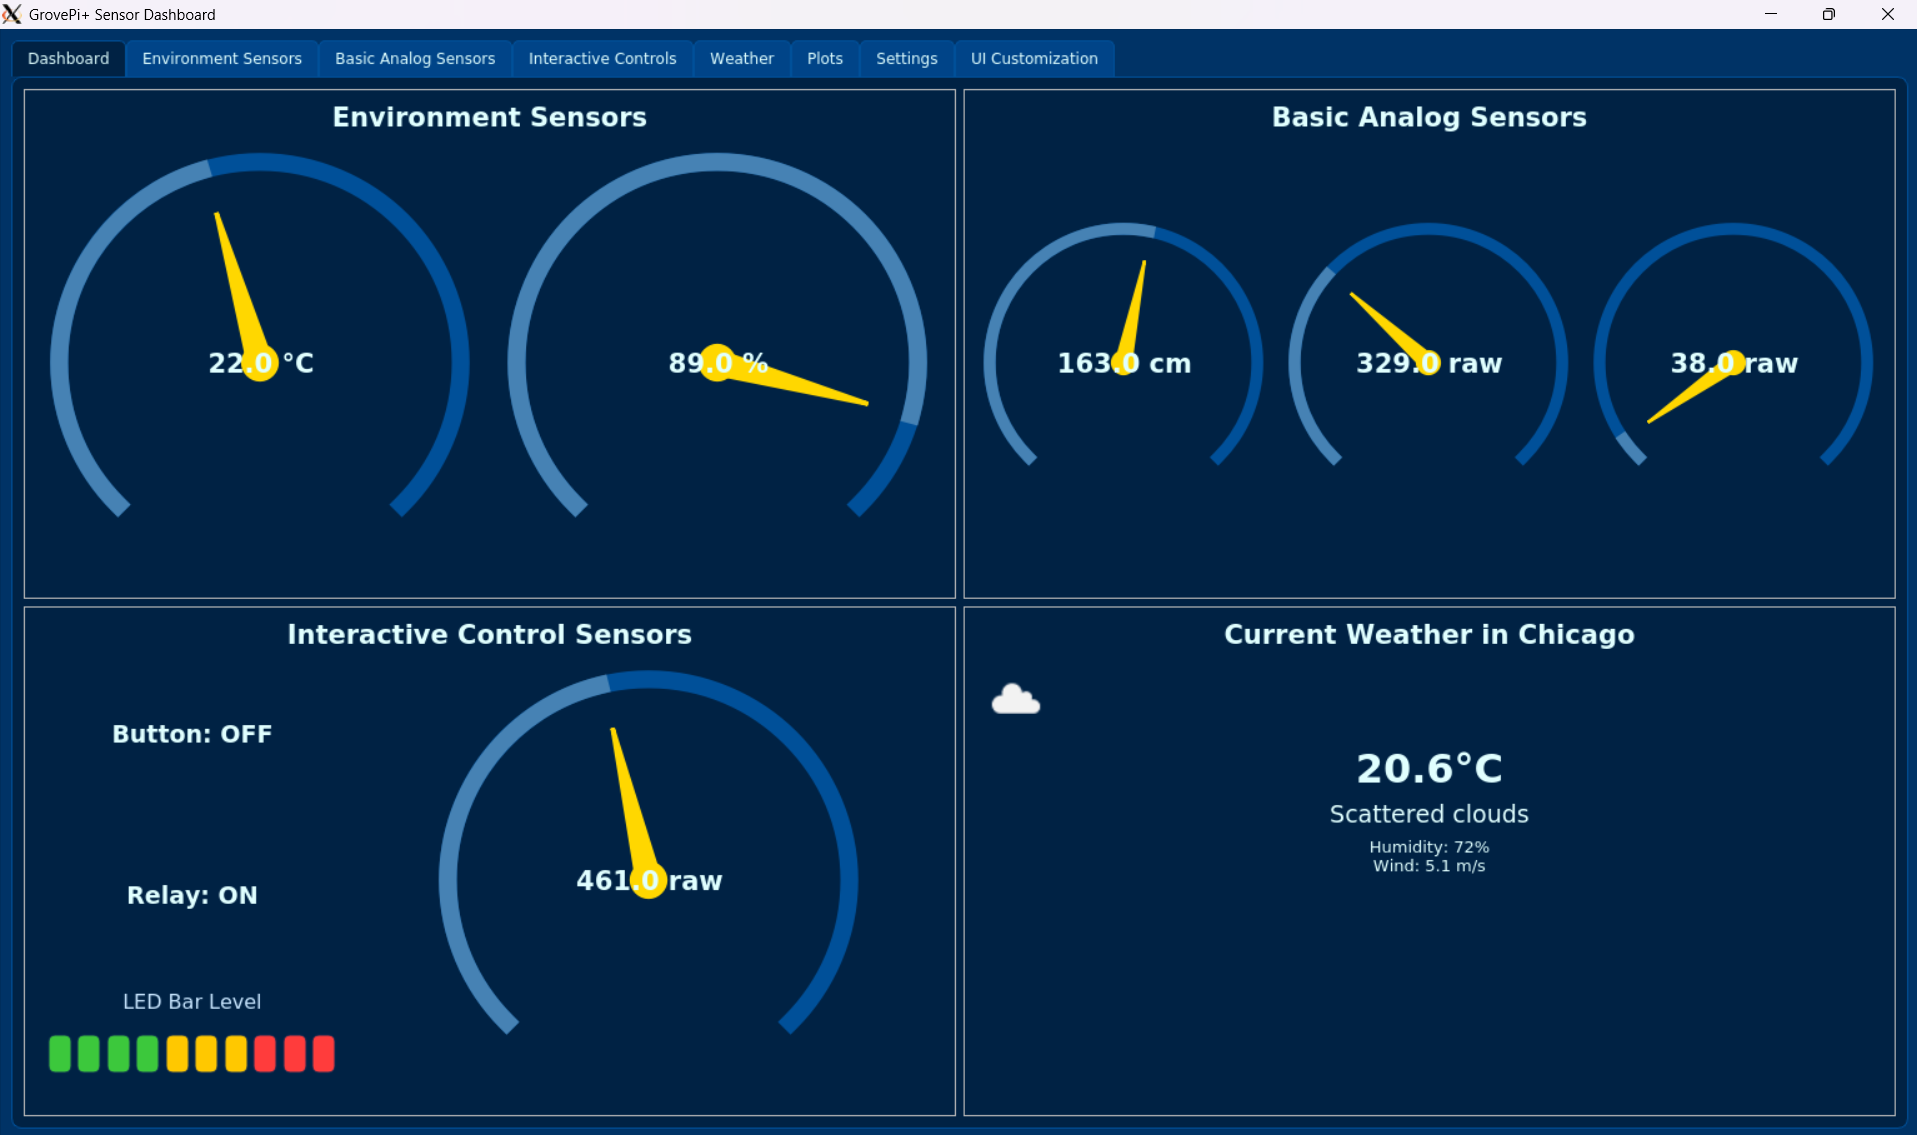 GrovePi+ Sensor Dashboard
Dashboard
Environment Sensors
Basic Analog Sensors
Interactive Controls
Weather
Plots
Settings
UI Customization
Environment Sensors
22.0 °C
89.0 %
Basic Analog Sensors
163.0 cm
329.0 raw
38.0 raw
Interactive Control Sensors
Button: OFF
Relay: ON
LED Bar Level
461.0 raw
Current Weather in Chicago
20.6°C
Scattered clouds
Humidity: 72%
Wind: 5.1 m/s